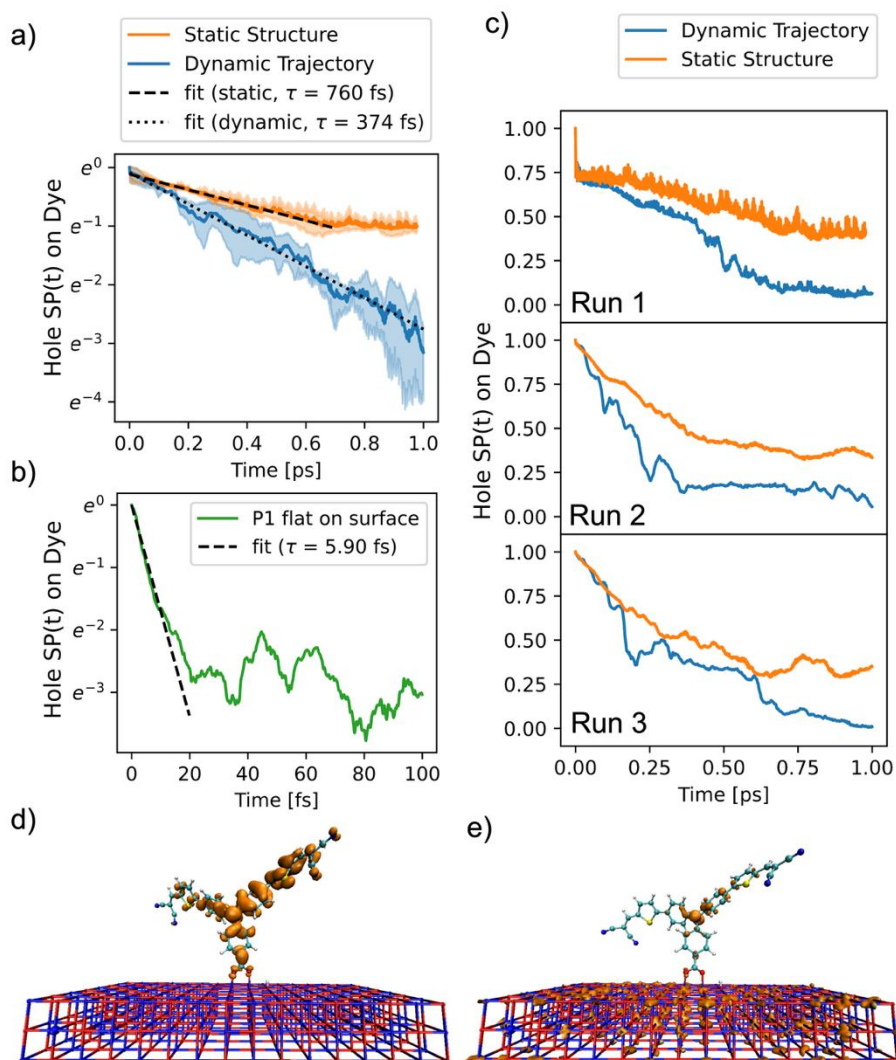 a)
Static Structure
Dynamic Trajectory
fit (static, τ = 760 fs)
fit (dynamic, τ = 374 fs)
Hole SP(t) on Dye
e⁰
e⁻¹
e⁻²
e⁻³
e⁻⁴
0.0 0.2 0.4 0.6 0.8 1.0
Time [ps]
b)
P1 flat on surface
fit (τ = 5.90 fs)
Hole SP(t) on Dye
e⁰
e⁻¹
e⁻²
e⁻³
0 20 40 60 80 100
Time [fs]
c)
Dynamic Trajectory
Static Structure
Hole SP(t) on Dye
1.00
0.75
0.50
0.25
0.00
Run 1
1.00
0.75
0.50
0.25
0.00
Run 2
1.00
0.75
0.50
0.25
0.00
Run 3
0.00 0.25 0.50 0.75 1.00
Time [ps]
d)
e)